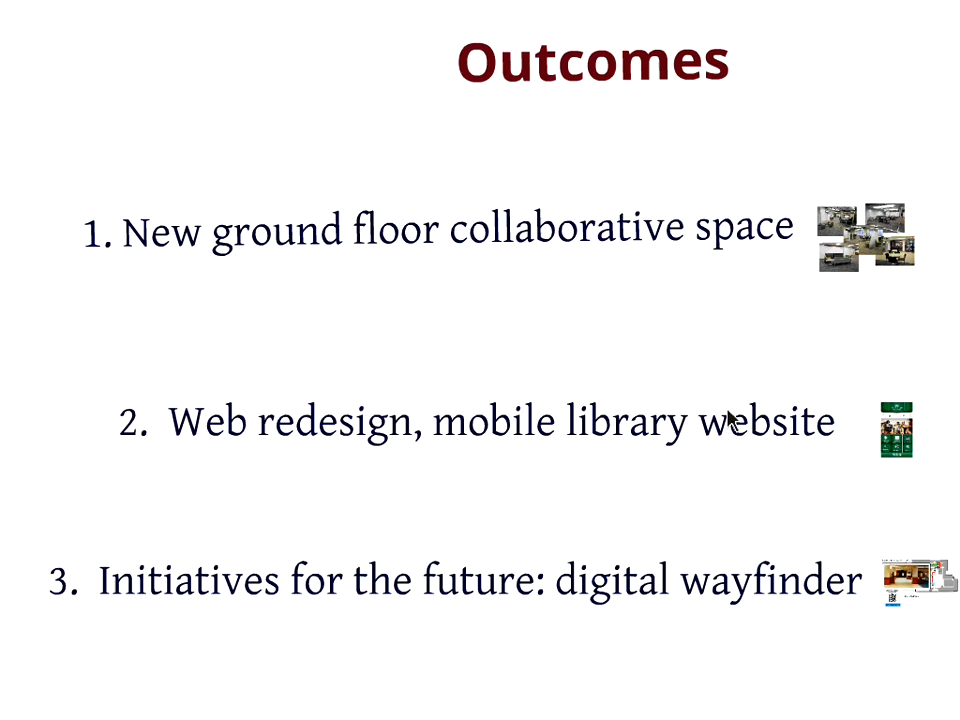 Outcomes
1. New ground floor collaborative space
2. Web redesign, mobile library website
3. Initiatives for the future: digital wayfinder